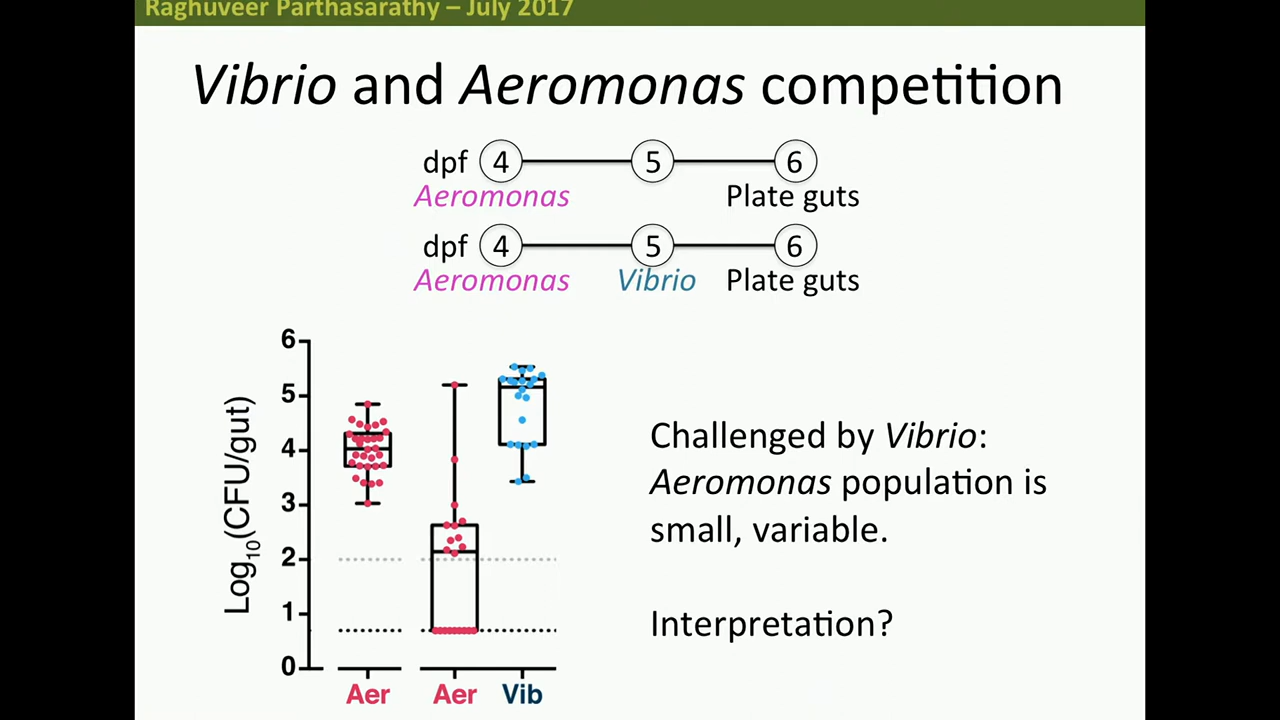 Raghuveer Parthasarathy – July 2017
Vibrio and Aeromonas competition
dpf 4 5 6
Aeromonas Plate guts
dpf 4 5 6
Aeromonas Vibrio Plate guts
6
5
4
3
2
1
0
Log10(CFU/gut)
Aer Aer Vib
Challenged by Vibrio:
Aeromonas population is
small, variable.
Interpretation?